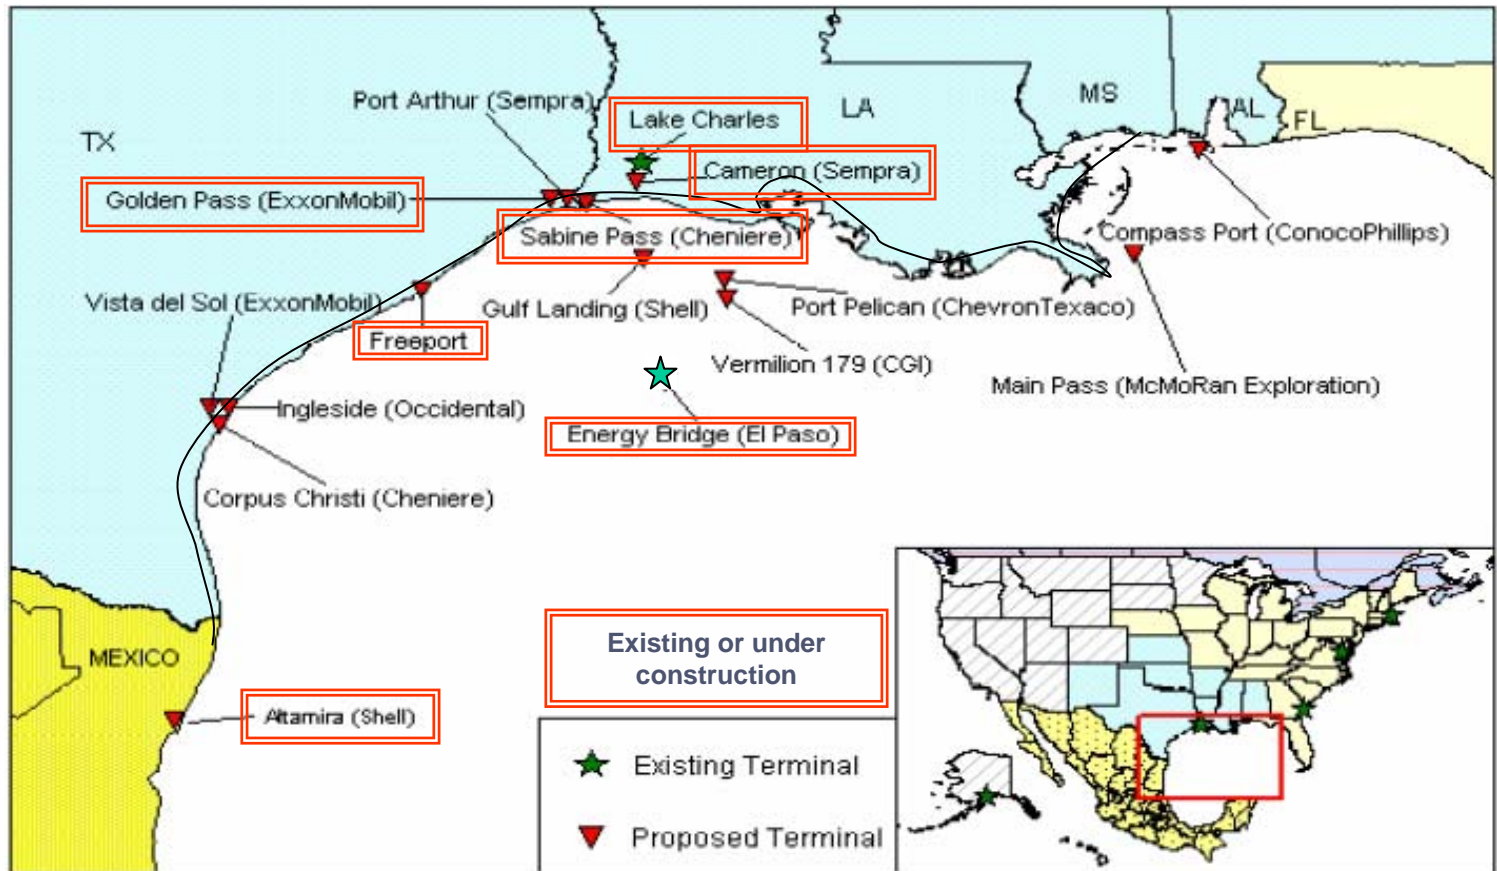 Port Arthur (Sempra)
Lake Charles
LA
MS
AL
FL
TX
Cameron (Sempra)
Golden Pass (ExxonMobil)
Sabine Pass (Cheniere)
Compass Port (ConocoPhillips)
Vista del Sol (ExxonMobil)
Gulf Landing (Shell)
Port Pelican (ChevronTexaco)
Freeport
Vermilion 179 (CGI)
Main Pass (McMoRan Exploration)
Ingleside (Occidental)
Energy Bridge (El Paso)
Corpus Christi (Cheniere)
MEXICO
Altamira (Shell)
Existing or under
construction
Existing Terminal
Proposed Terminal